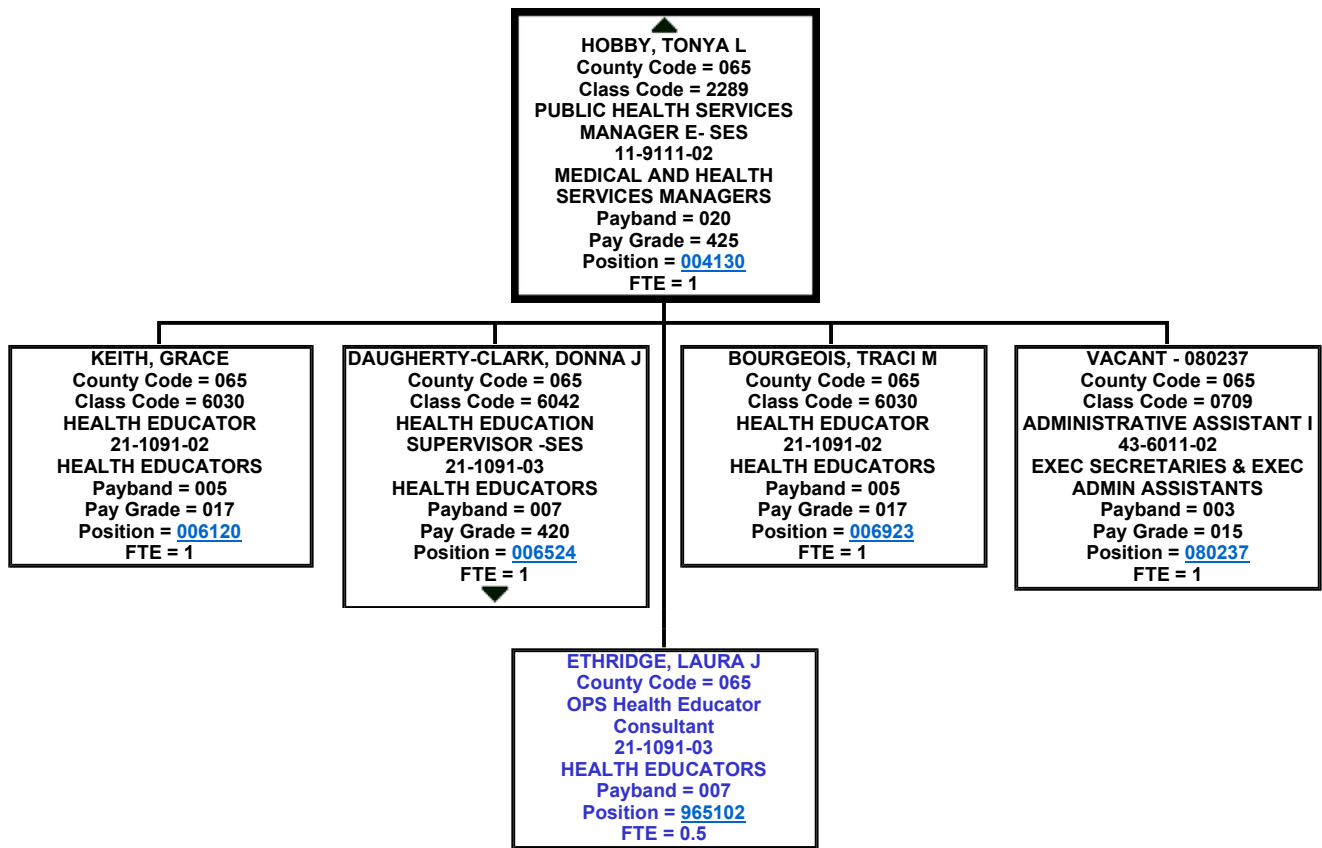 HOBBY, TONYA L
County Code = 065
Class Code = 2289
PUBLIC HEALTH SERVICES
MANAGER E- SES
11-9111-02
MEDICAL AND HEALTH
SERVICES MANAGERS
Payband = 020
Pay Grade = 425
Position = 004130
FTE = 1
KEITH, GRACE
County Code = 065
Class Code = 6030
HEALTH EDUCATOR
21-1091-02
HEALTH EDUCATORS
Payband = 005
Pay Grade = 017
Position = 006120
FTE = 1
DAUGHERTY-CLARK, DONNA J
County Code = 065
Class Code = 6042
HEALTH EDUCATION
SUPERVISOR -SES
21-1091-03
HEALTH EDUCATORS
Payband = 007
Pay Grade = 420
Position = 006524
FTE = 1
BOURGEOIS, TRACI M
County Code = 065
Class Code = 6030
HEALTH EDUCATOR
21-1091-02
HEALTH EDUCATORS
Payband = 005
Pay Grade = 017
Position = 006923
FTE = 1
VACANT - 080237
County Code = 065
Class Code = 0709
ADMINISTRATIVE ASSISTANT I
43-6011-02
EXEC SECRETARIES & EXEC
ADMIN ASSISTANTS
Payband = 003
Pay Grade = 015
Position = 080237
FTE = 1
ETHRIDGE, LAURA J
County Code = 065
OPS Health Educator
Consultant
21-1091-03
HEALTH EDUCATORS
Payband = 007
Position = 965102
FTE = 0.5